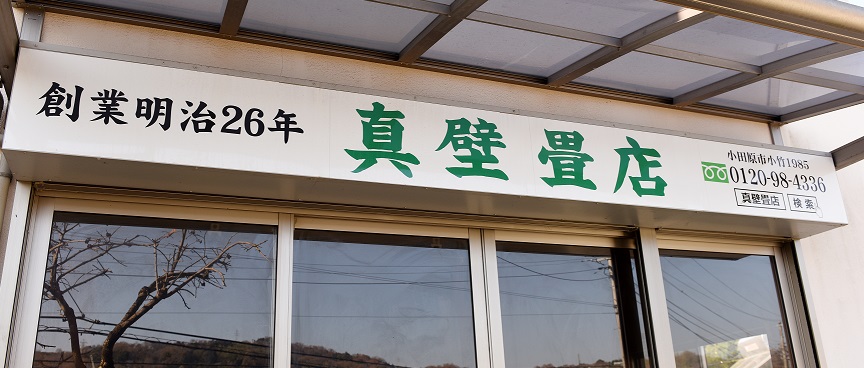 創業明治26年
真壁畳店
小田原市小竹1985
0120-98-4336
真壁畳店 検索